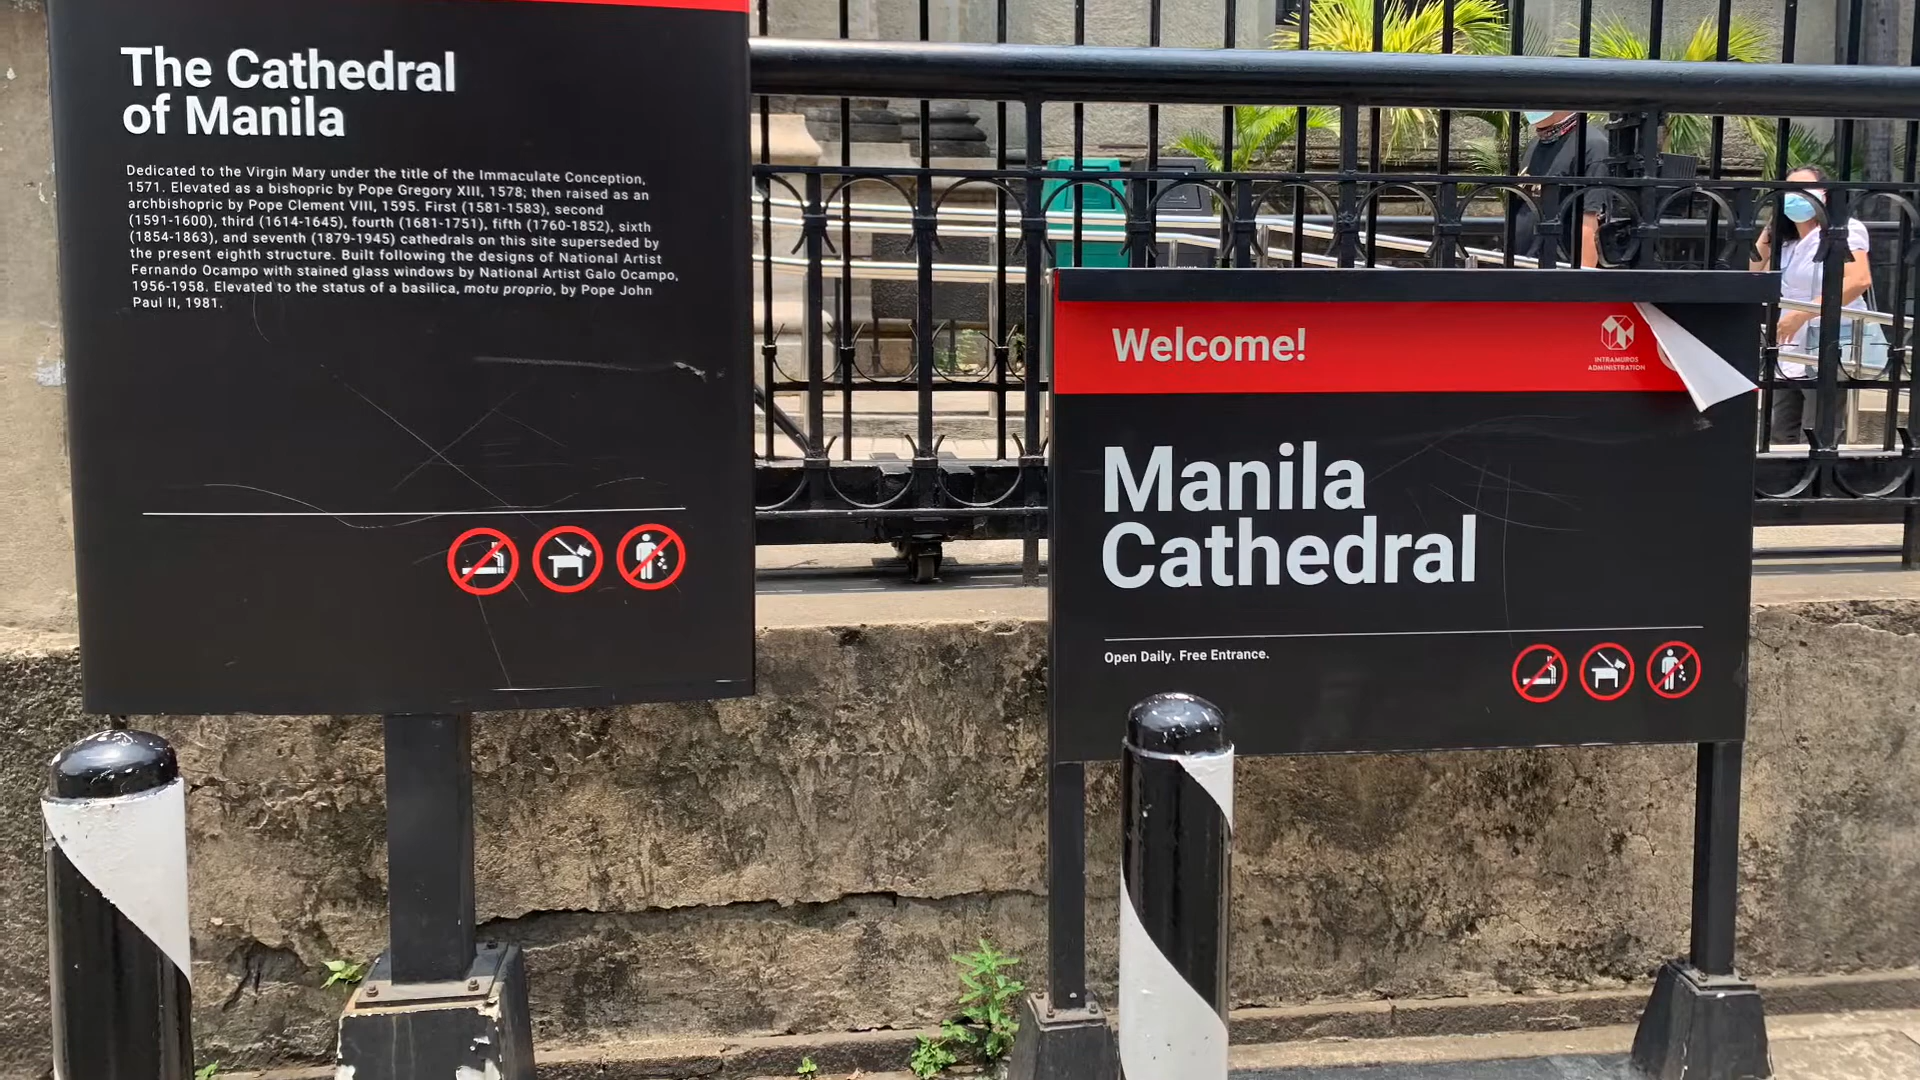 The Cathedral
of Manila
Dedicated to the Virgin Mary under the title of the Immaculate Conception,
1571. Elevated as a bishopric by Pope Gregory XIII, 1578; then raised as an
archbishopric by Pope Clement VIII, 1595. First (1581-1583), second
(1591-1600), third (1614-1645), fourth (1681-1751), fifth (1760-1852), sixth
(1854-1863), and seventh (1879-1945) cathedrals on this site superseded by
the present eighth structure. Built following the designs of National Artist
Fernando Ocampo with stained glass windows by National Artist Galo Ocampo,
1956-1958. Elevated to the status of a basilica, motu proprio, by Pope John
Paul II, 1981.
Welcome!
INTRAMUROS
ADMINISTRATION
Manila
Cathedral
Open Daily. Free Entrance.